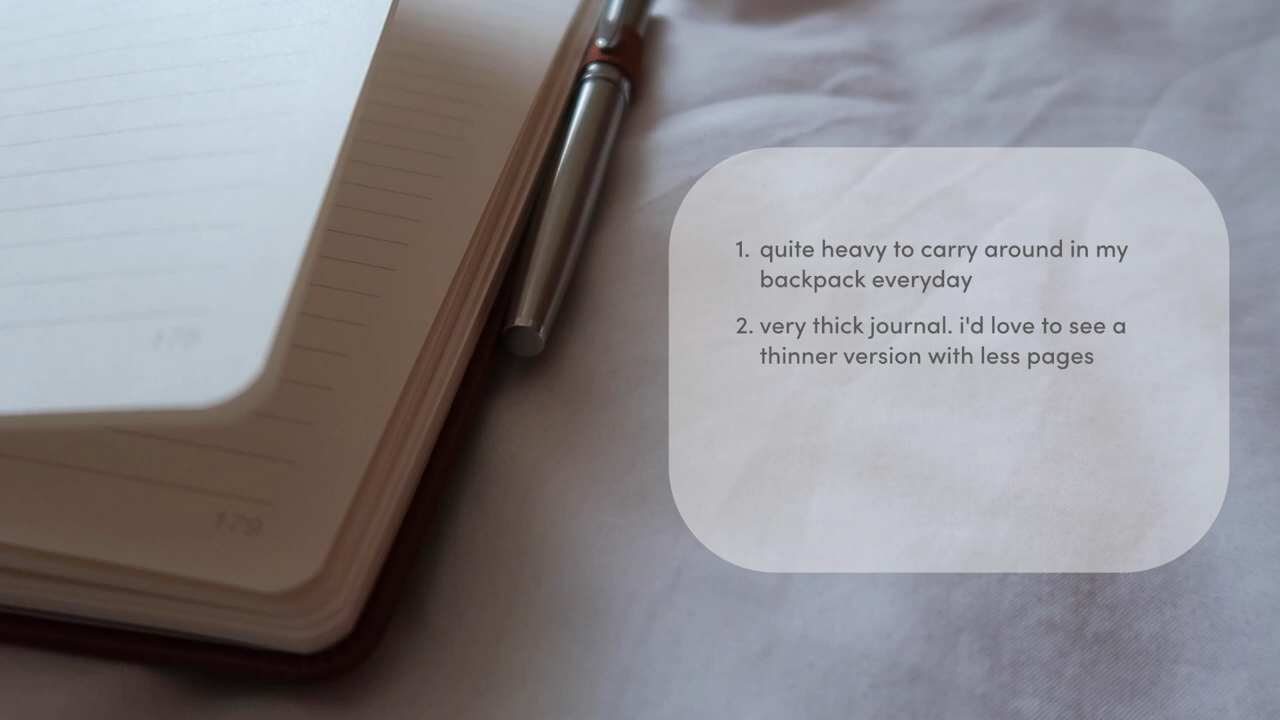 1. quite heavy to carry around in my
backpack everyday
2. very thick journal. i'd love to see a
thinner version with less pages
179